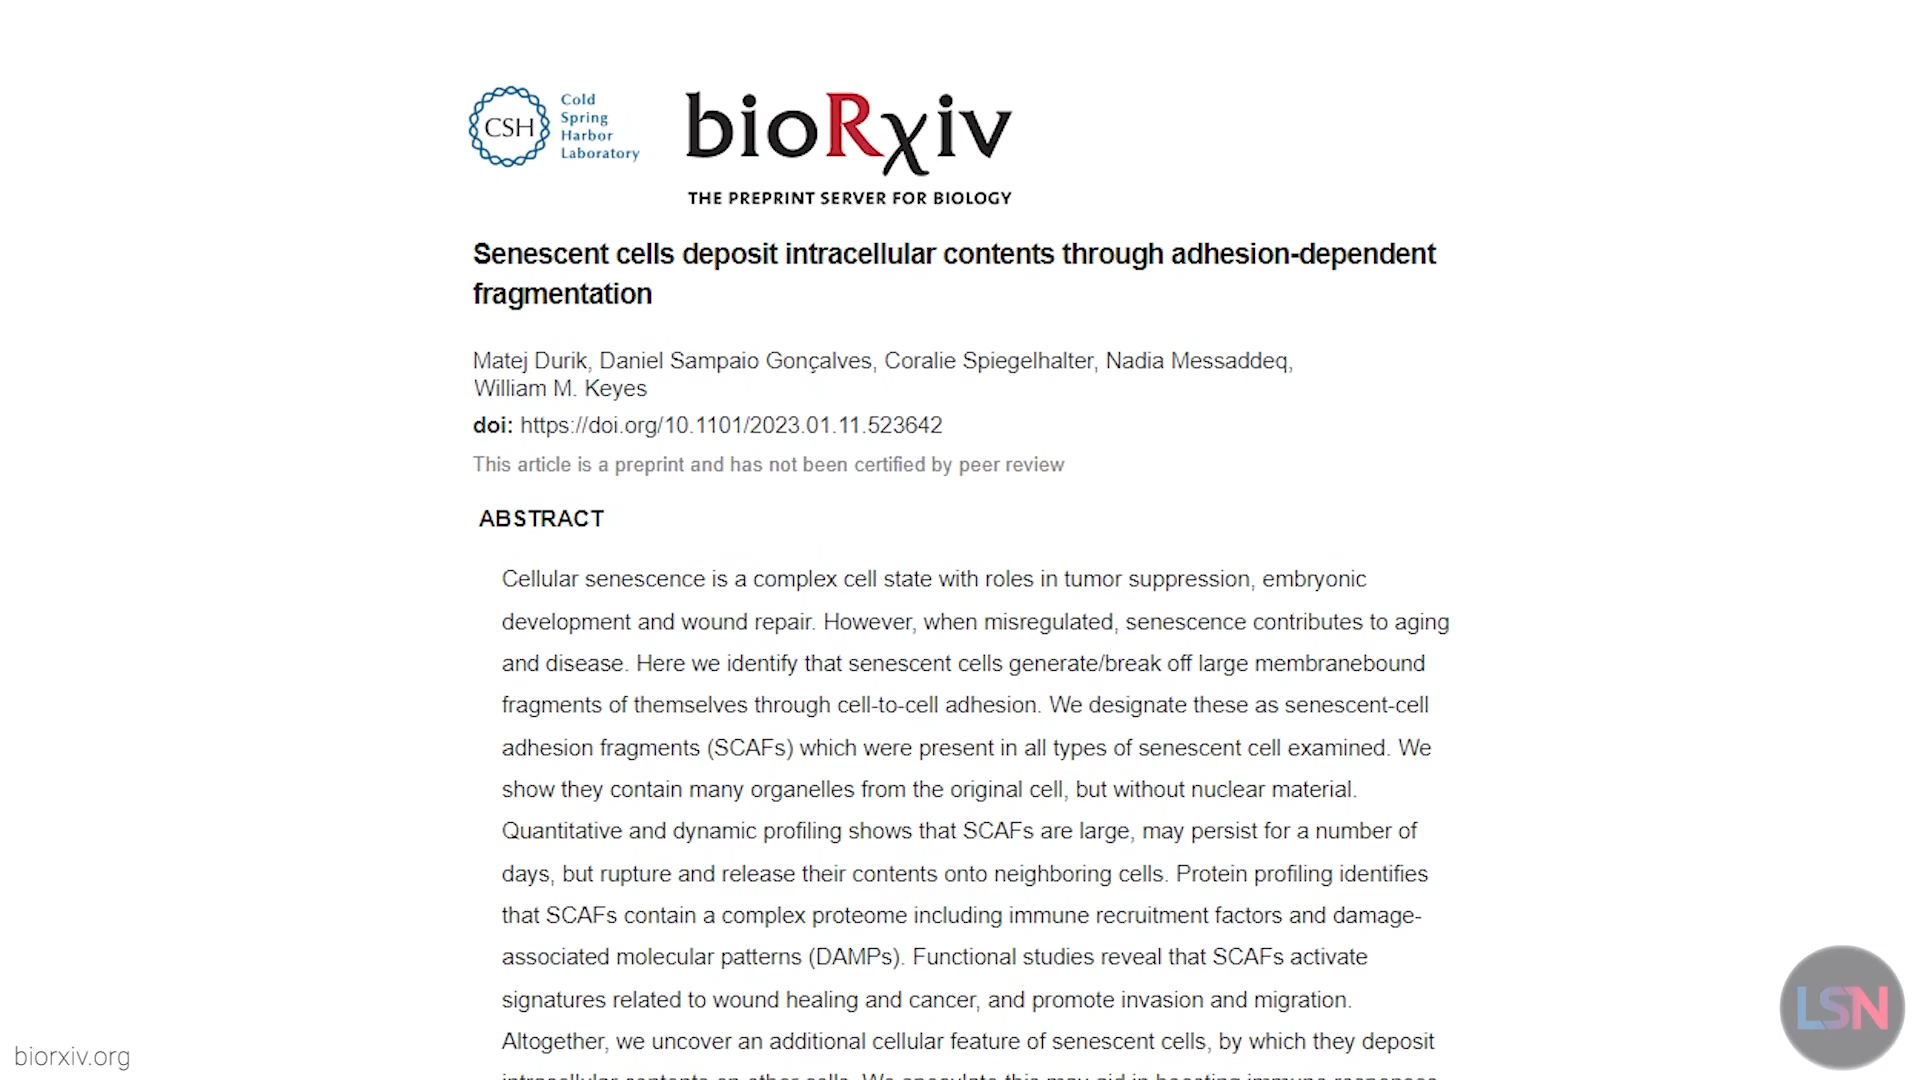 CSH
Cold
Spring
Harbor
Laboratory
bioRχiv
THE PREPRINT SERVER FOR BIOLOGY
Senescent cells deposit intracellular contents through adhesion-dependent
fragmentation
Matej Durik, Daniel Sampaio Gonçalves, Coralie Spiegelhalter, Nadia Messaddeq,
William M. Keyes
doi: https://doi.org/10.1101/2023.01.11.523642
This article is a preprint and has not been certified by peer review
ABSTRACT
Cellular senescence is a complex cell state with roles in tumor suppression, embryonic
development and wound repair. However, when misregulated, senescence contributes to aging
and disease. Here we identify that senescent cells generate/break off large membranebound
fragments of themselves through cell-to-cell adhesion. We designate these as senescent-cell
adhesion fragments (SCAFs) which were present in all types of senescent cell examined. We
show they contain many organelles from the original cell, but without nuclear material.
Quantitative and dynamic profiling shows that SCAFs are large, may persist for a number of
days, but rupture and release their contents onto neighboring cells. Protein profiling identifies
that SCAFs contain a complex proteome including immune recruitment factors and damage-
associated molecular patterns (DAMPs). Functional studies reveal that SCAFs activate
signatures related to wound healing and cancer, and promote invasion and migration.
Altogether, we uncover an additional cellular feature of senescent cells, by which they deposit
biorxiv.org
LSN